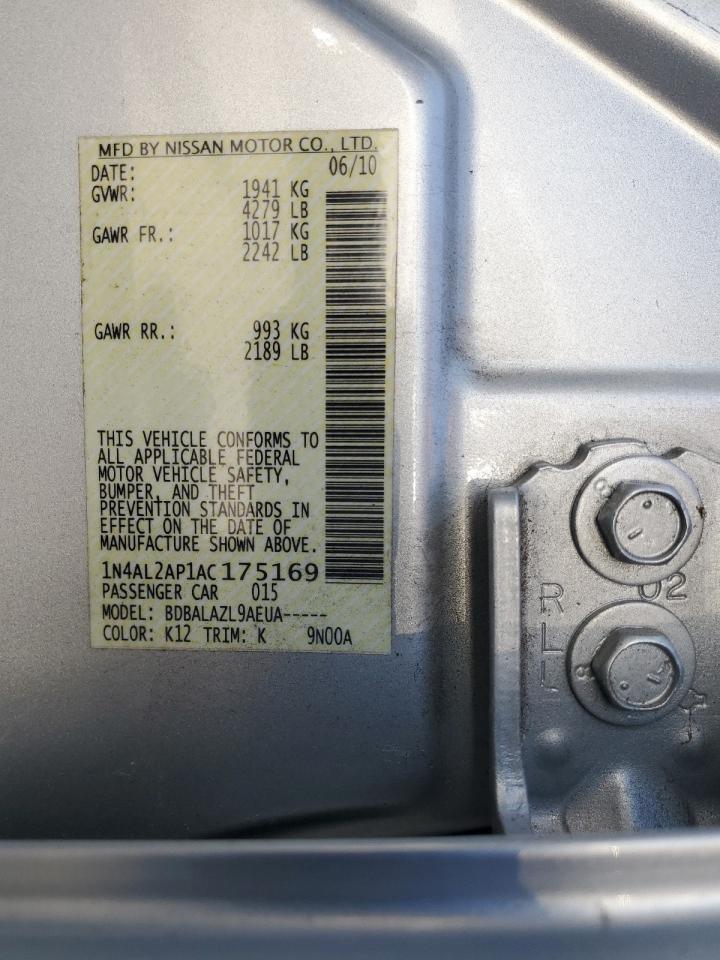 MFD BY NISSAN MOTOR CO., LTD.
DATE: 06/10
GVWR: 1941 KG
4279 LB
GAWR FR.: 1017 KG
2242 LB
GAWR RR.: 993 KG
2189 LB
THIS VEHICLE CONFORMS TO
ALL APPLICABLE FEDERAL
MOTOR VEHICLE SAFETY,
BUMPER, AND THEFT
PREVENTION STANDARDS IN
EFFECT ON THE DATE OF
MANUFACTURE SHOWN ABOVE.
1N4AL2AP1AC175169
PASSENGER CAR 015
MODEL: BDBALAZL9AEUA-----
COLOR: K12 TRIM: K 9N00A
8
02
RLL
8